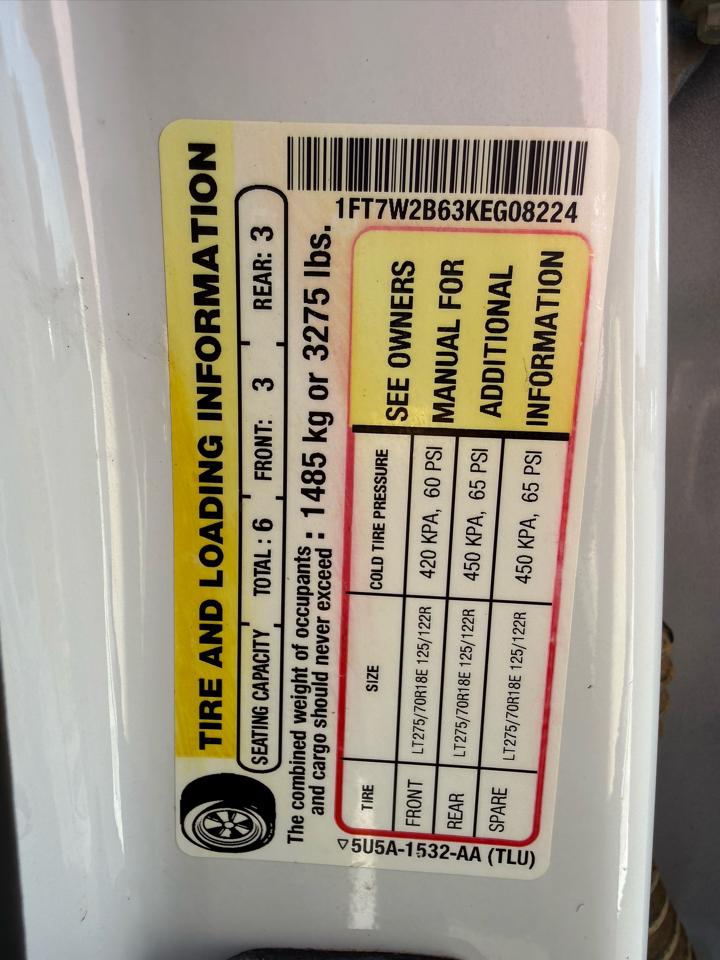 TIRE AND LOADING INFORMATION
SEATING CAPACITY TOTAL : 6 FRONT: 3 REAR: 3
The combined weight of occupants
and cargo should never exceed : 1485 kg or 3275 lbs.
TIRE SIZE COLD TIRE PRESSURE
FRONT LT275/70R18E 125/122R 420 KPA, 60 PSI
REAR LT275/70R18E 125/122R 450 KPA, 65 PSI
SPARE LT275/70R18E 125/122R 450 KPA, 65 PSI
SEE OWNERS
MANUAL FOR
ADDITIONAL
INFORMATION
5U5A-1532-AA (TLU)
1FT7W2B63KEG08224